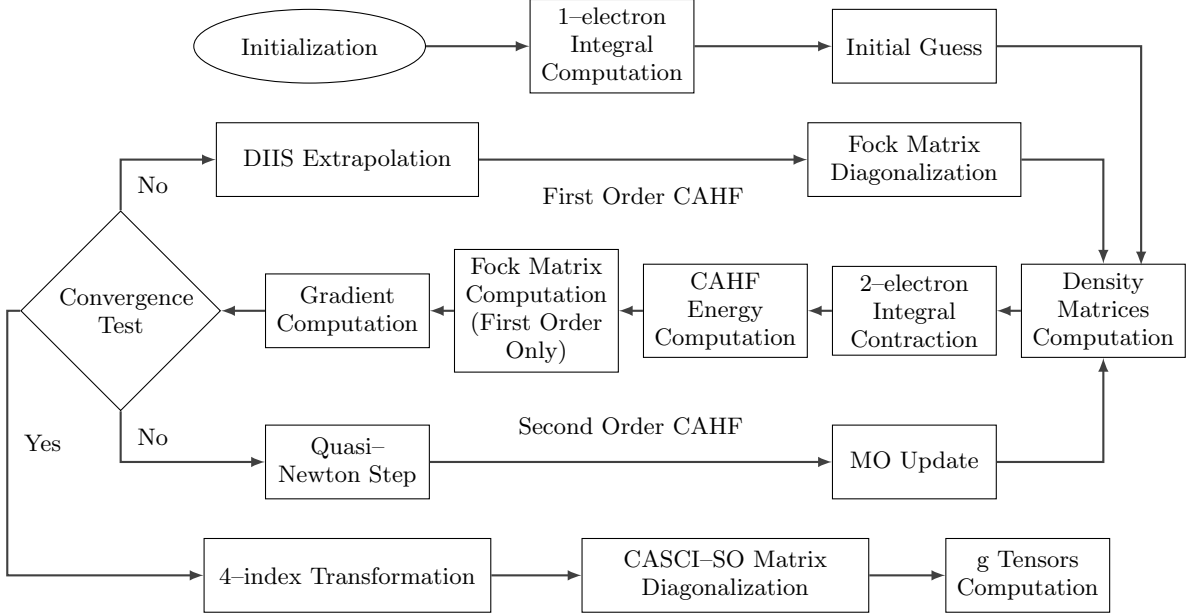 Initialization
1–electron
Integral
Computation
Initial Guess
DIIS Extrapolation
Fock Matrix
Diagonalization
No
First Order CAHF
Convergence
Test
Gradient
Computation
Fock Matrix
Computation
(First Order
Only)
CAHF
Energy
Computation
2–electron
Integral
Contraction
Density
Matrices
Computation
Yes
No
Quasi–
Newton Step
Second Order CAHF
MO Update
4–index Transformation
CASCI–SO Matrix
Diagonalization
g Tensors
Computation